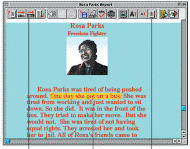 Rosa Parks Report
Rosa Parks
Freedom Fighter
Rosa Parks was tired of being pushed
around. One day she got on a bus. She was
tired from working and just wanted to sit
down. So she did. It was in the front of the
bus. They tried to make her move. But she
would not. She was tired of not having
equal rights. They arrested her and took
her to jail. All of Rosa's friends came to